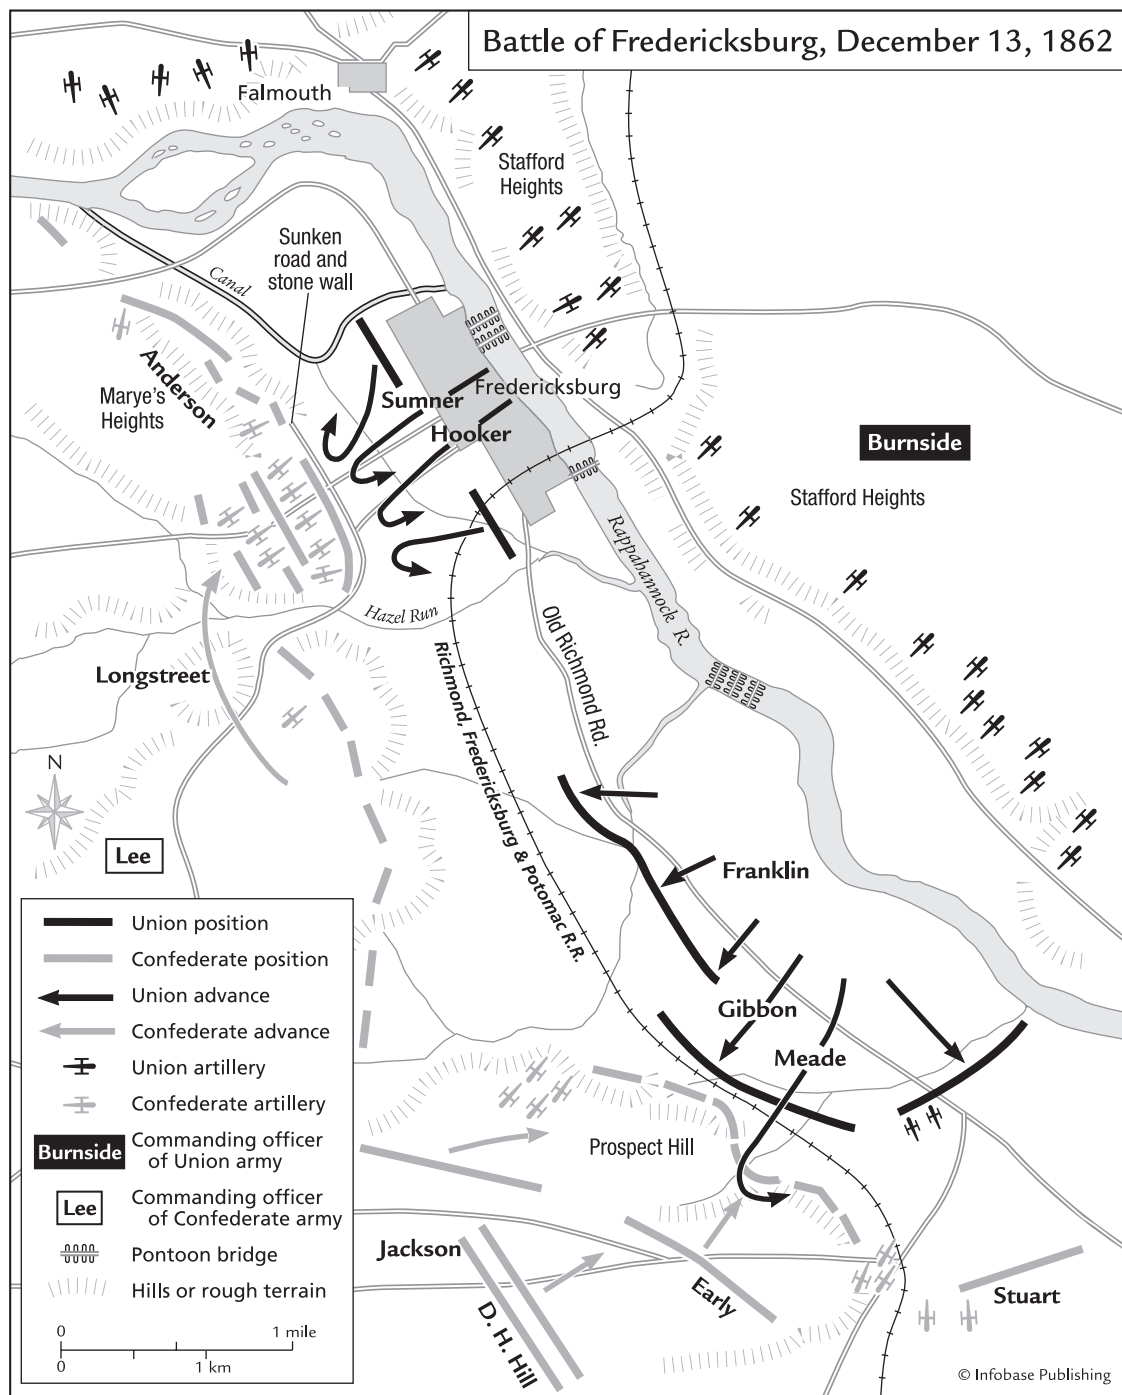 Battle of Fredericksburg, December 13, 1862
Falmouth
Stafford
Heights
Sunken
road and
stone wall
Canal
Anderson
Marye's
Heights
Sumner
Fredericksburg
Hooker
Burnside
Stafford Heights
Rappahannock R.
Hazel Run
Old Richmond Rd.
Longstreet
Richmond, Fredericksburg & Potomac R.R.
N
Lee
Franklin
Gibbon
Meade
Prospect Hill
Jackson
D. H. Hill
Early
Stuart
Union position
Confederate position
Union advance
Confederate advance
Union artillery
Confederate artillery
Burnside
Commanding officer
of Union army
Lee
Commanding officer
of Confederate army
Pontoon bridge
Hills or rough terrain
0 1 mile
0 1 km
© Infobase Publishing